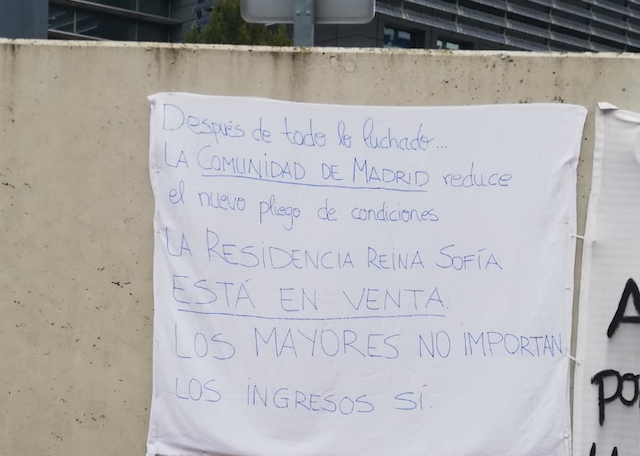 Después de todo lo luchado...
LA COMUNIDAD DE MADRID reduce
el nuevo pliego de condiciones
LA RESIDENCIA REINA SOFÍA
ESTÁ EN VENTA.
LOS MAYORES NO IMPORTAN
LOS INGRESOS SÍ.
A
po